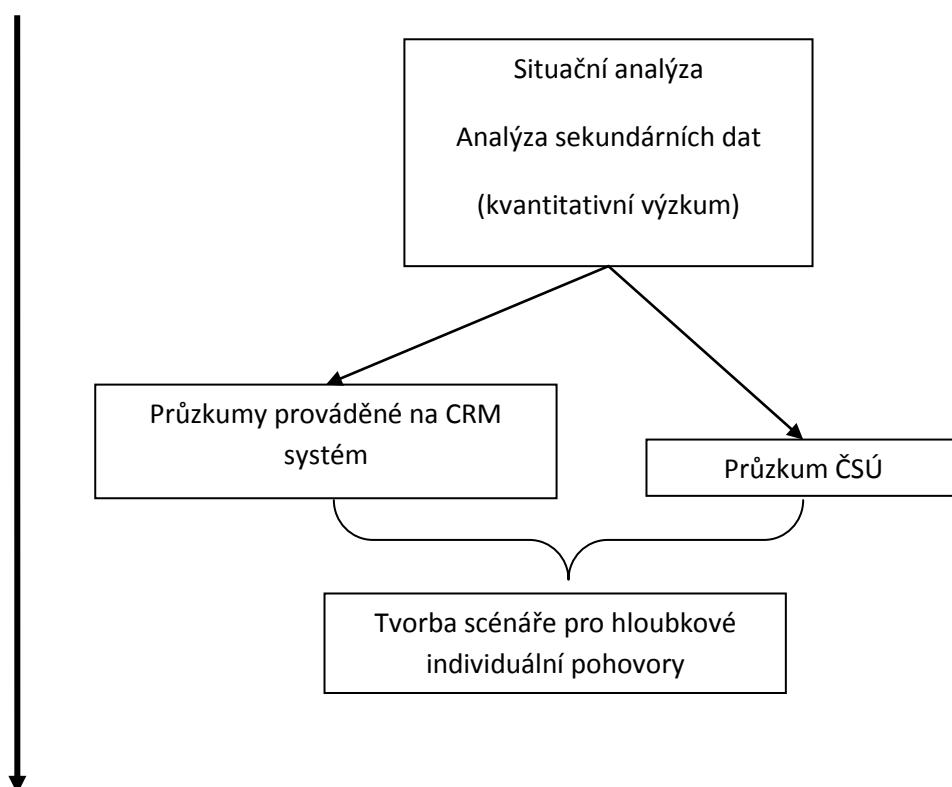 Situační analýza
Analýza sekundárních dat
(kvantitativní výzkum)
Průzkumy prováděné na CRM
systém
Průzkum ČSÚ
Tvorba scénáře pro hloubkové
individuální pohovory